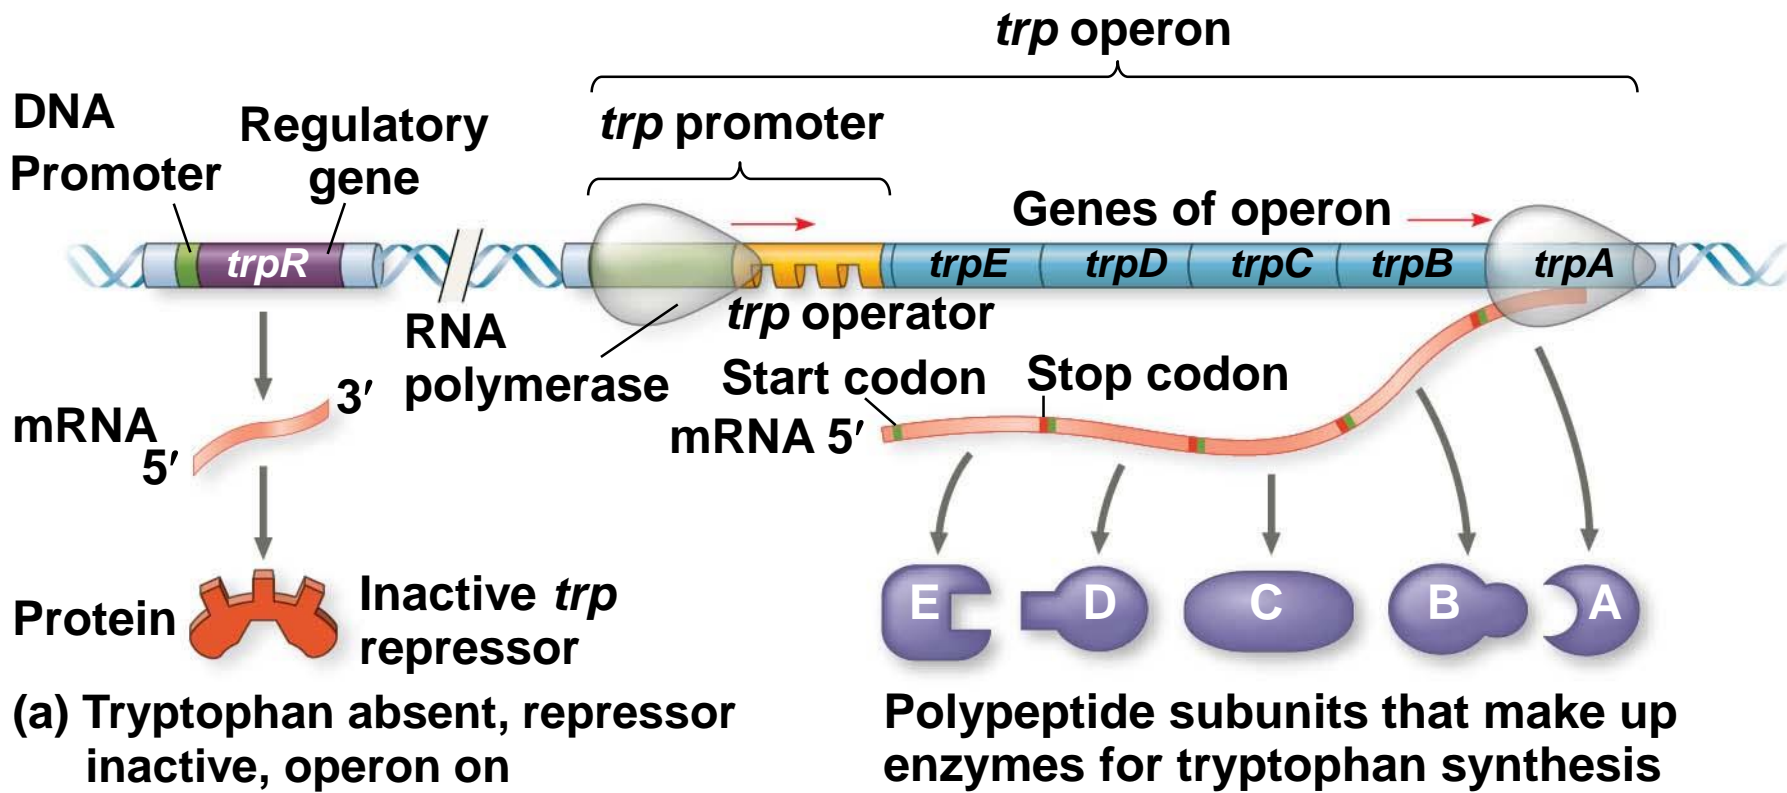 trp operon
DNA
Promoter
Regulatory
gene
trp promoter
Genes of operon
trpR
trpE
trpD
trpC
trpB
trpA
RNA
polymerase
trp operator
Start codon
Stop codon
mRNA
5′
3′
mRNA 5′
Protein
Inactive trp
repressor
E
D
C
B
A
(a) Tryptophan absent, repressor
inactive, operon on
Polypeptide subunits that make up
enzymes for tryptophan synthesis